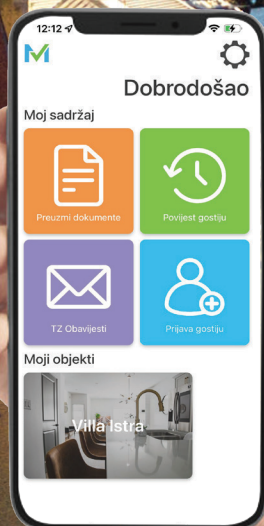 12:12
Dobrodošao
Moj sadržaj
Preuzmi dokumente
Povijest gostiju
TZ Obavijesti
Prijava gostiju
Moji objekti
Villa Istra